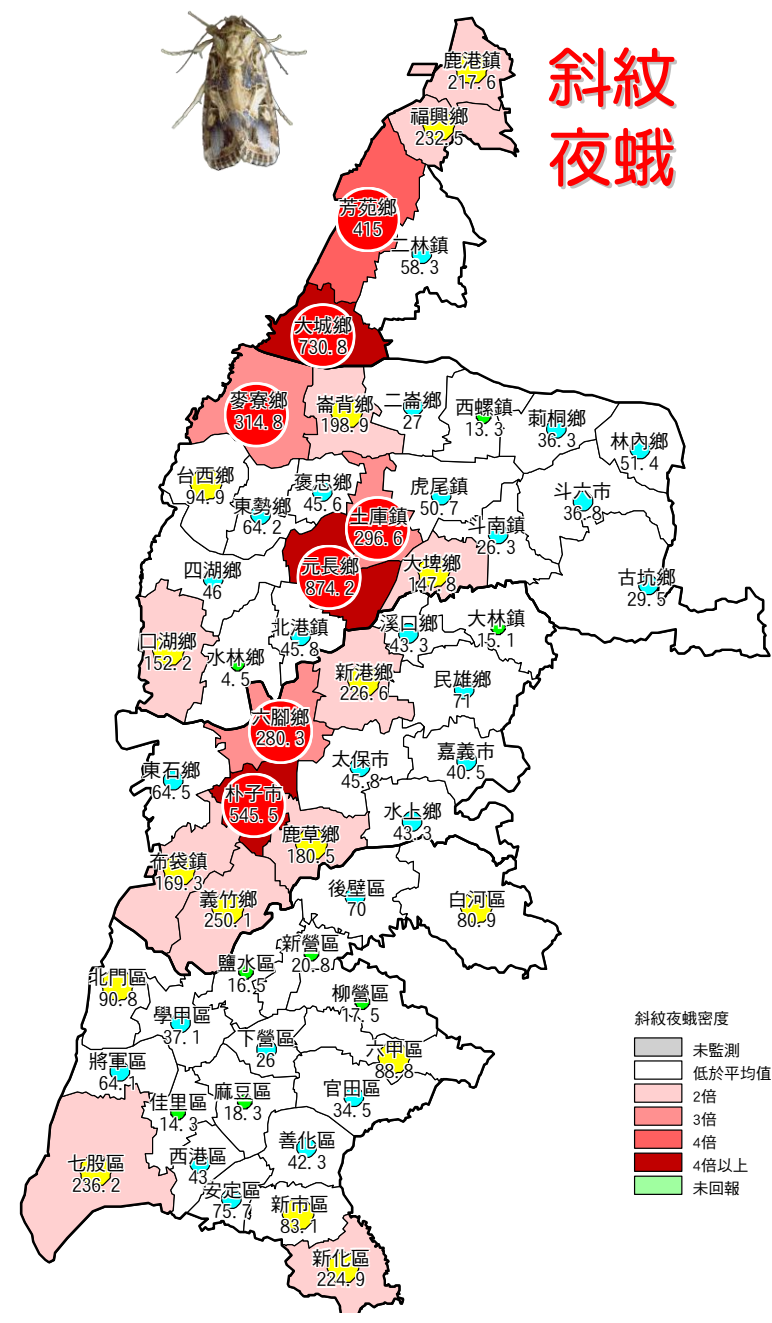 斜紋
夜蛾
鹿港鎮
217.6
福興鄉
232.5
芳苑鄉
415
二林鎮
58.3
大城鄉
730.8
麥寮鄉
314.8
崙背鄉
198.9
二崙鄉
27
西螺鎮
13.3
莿桐鄉
36.3
林內鄉
51.4
台西鄉
94.9
褒忠鄉
45.6
東勢鄉
64.2
虎尾鎮
50.7
斗六市
36.8
土庫鎮
296.6
斗南鎮
26.3
元長鄉
874.2
大埤鄉
147.8
四湖鄉
46
古坑鄉
29.5
北港鎮
45.8
溪口鄉
43.3
大林鎮
15.1
口湖鄉
152.2
水林鄉
4.5
新港鄉
226.6
民雄鄉
71
六腳鄉
280.3
太保市
45.8
嘉義市
40.5
東石鄉
64.5
朴子市
545.5
水上鄉
43.3
鹿草鄉
180.5
布袋鎮
169.3
義竹鄉
250.1
後壁區
70
白河區
80.9
新營區
20.8
鹽水區
16.5
北門區
90.8
柳營區
17.5
學甲區
37.1
下營區
26
六甲區
88.8
將軍區
64.1
佳里區
14.3
麻豆區
18.3
官田區
34.5
七股區
236.2
西港區
43
善化區
42.3
安定區
75.7
新市區
83.1
新化區
224.9
斜紋夜蛾密度
未監測
低於平均值
2倍
3倍
4倍
4倍以上
未回報